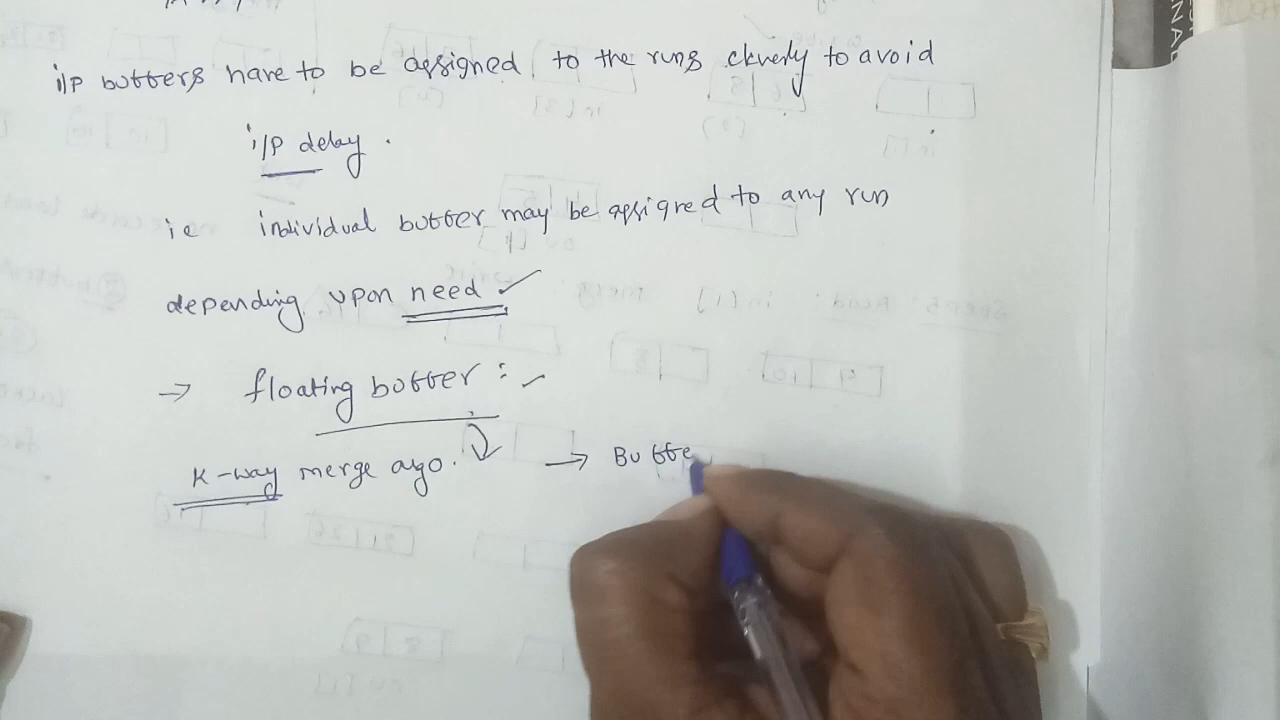 i/p buffers have to be assigned to the runs cleverly to avoid
i/p delay.
ie individual buffer may be assigned to any run
depending upon need ✓
→ floating buffer : ✓
K-way merge algo. → Buffe